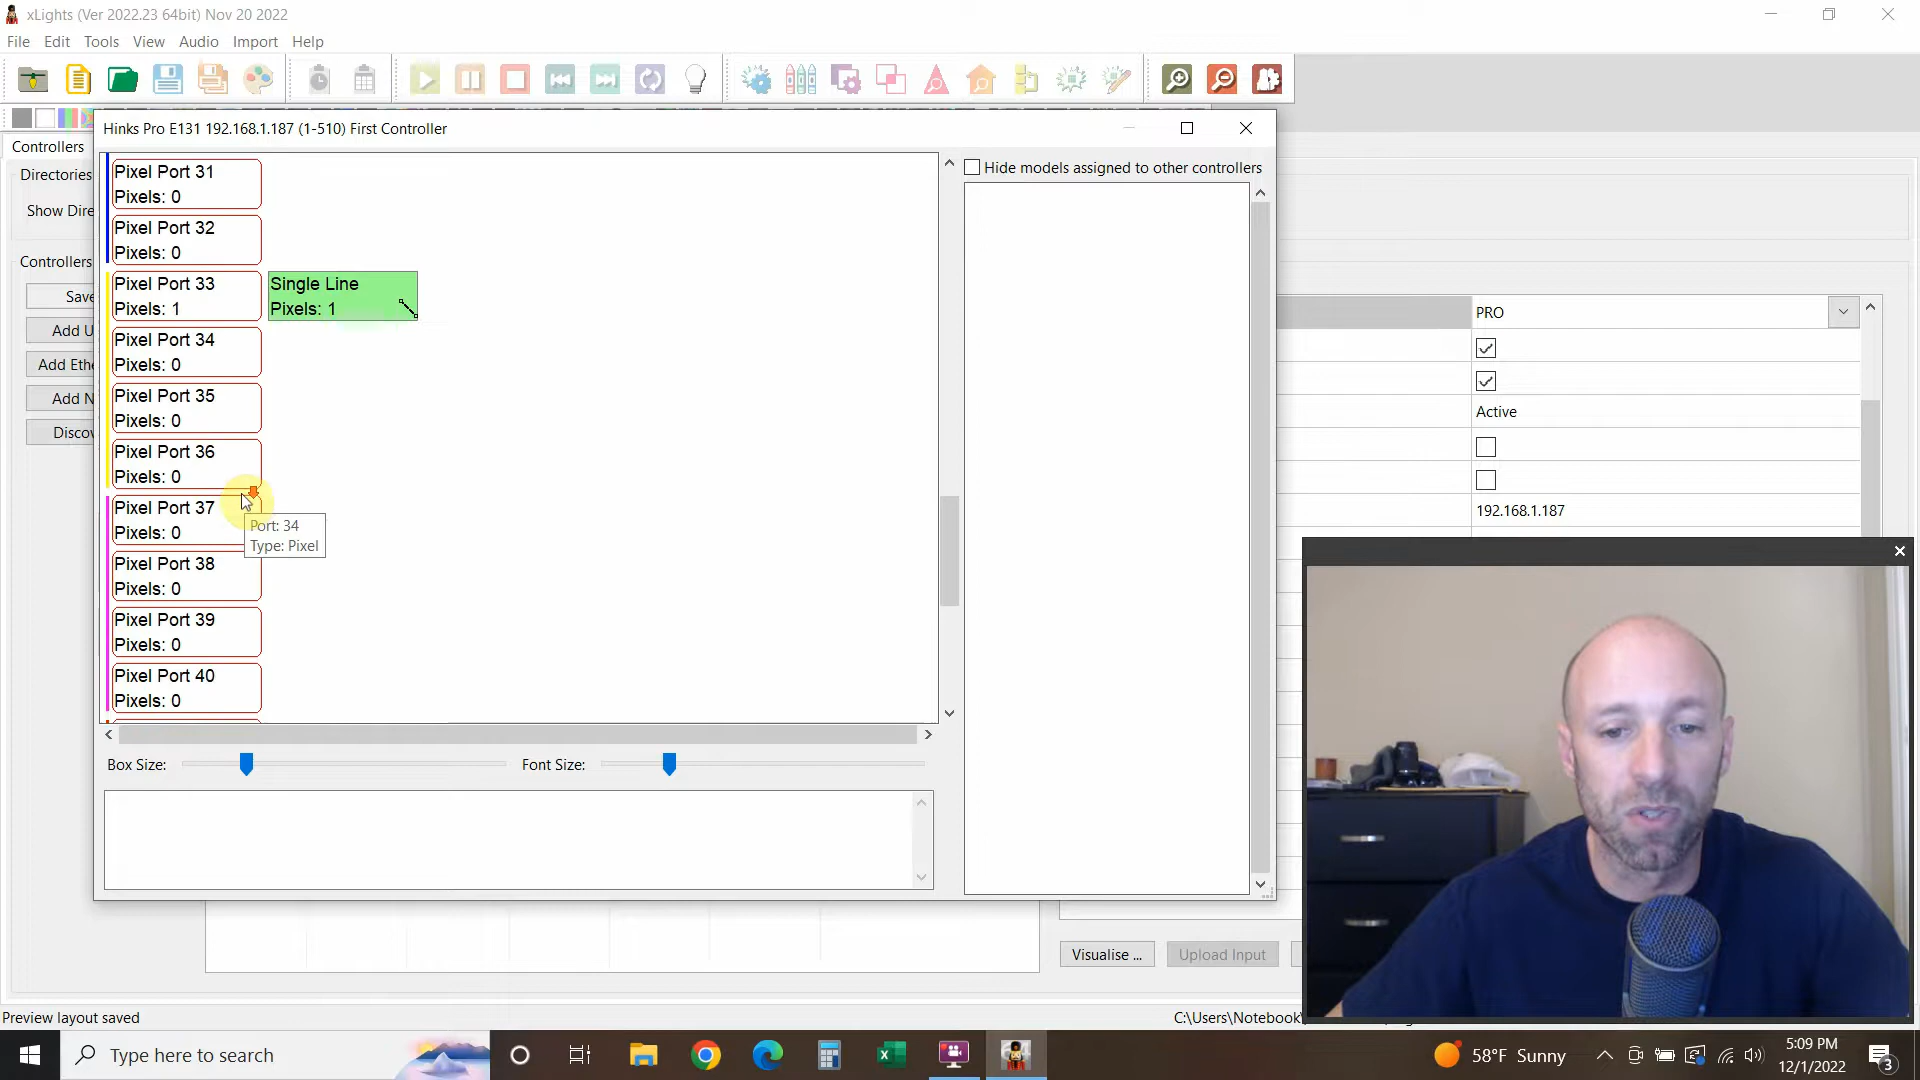 xLights (Ver 2022.23 64bit) Nov 20 2022
File Edit Tools View Audio Import Help
Hinks Pro E131 192.168.1.187 (1-510) First Controller
Controllers
Directories
Show Dire
Controllers
Save
Add U
Add Ethe
Add N
Discov
Pixel Port 31
Pixels: 0
Pixel Port 32
Pixels: 0
Pixel Port 33
Pixels: 1
Single Line
Pixels: 1
Pixel Port 34
Pixels: 0
Pixel Port 35
Pixels: 0
Pixel Port 36
Pixels: 0
Pixel Port 37
Pixels: 0
Port: 34
Type: Pixel
Pixel Port 38
Pixels: 0
Pixel Port 39
Pixels: 0
Pixel Port 40
Pixels: 0
Box Size:
Font Size:
Hide models assigned to other controllers
PRO
Active
192.168.1.187
Visualise ...
Upload Input
Preview layout saved
C:\Users\Notebook\
Type here to search
58°F Sunny
5:09 PM
12/1/2022
3